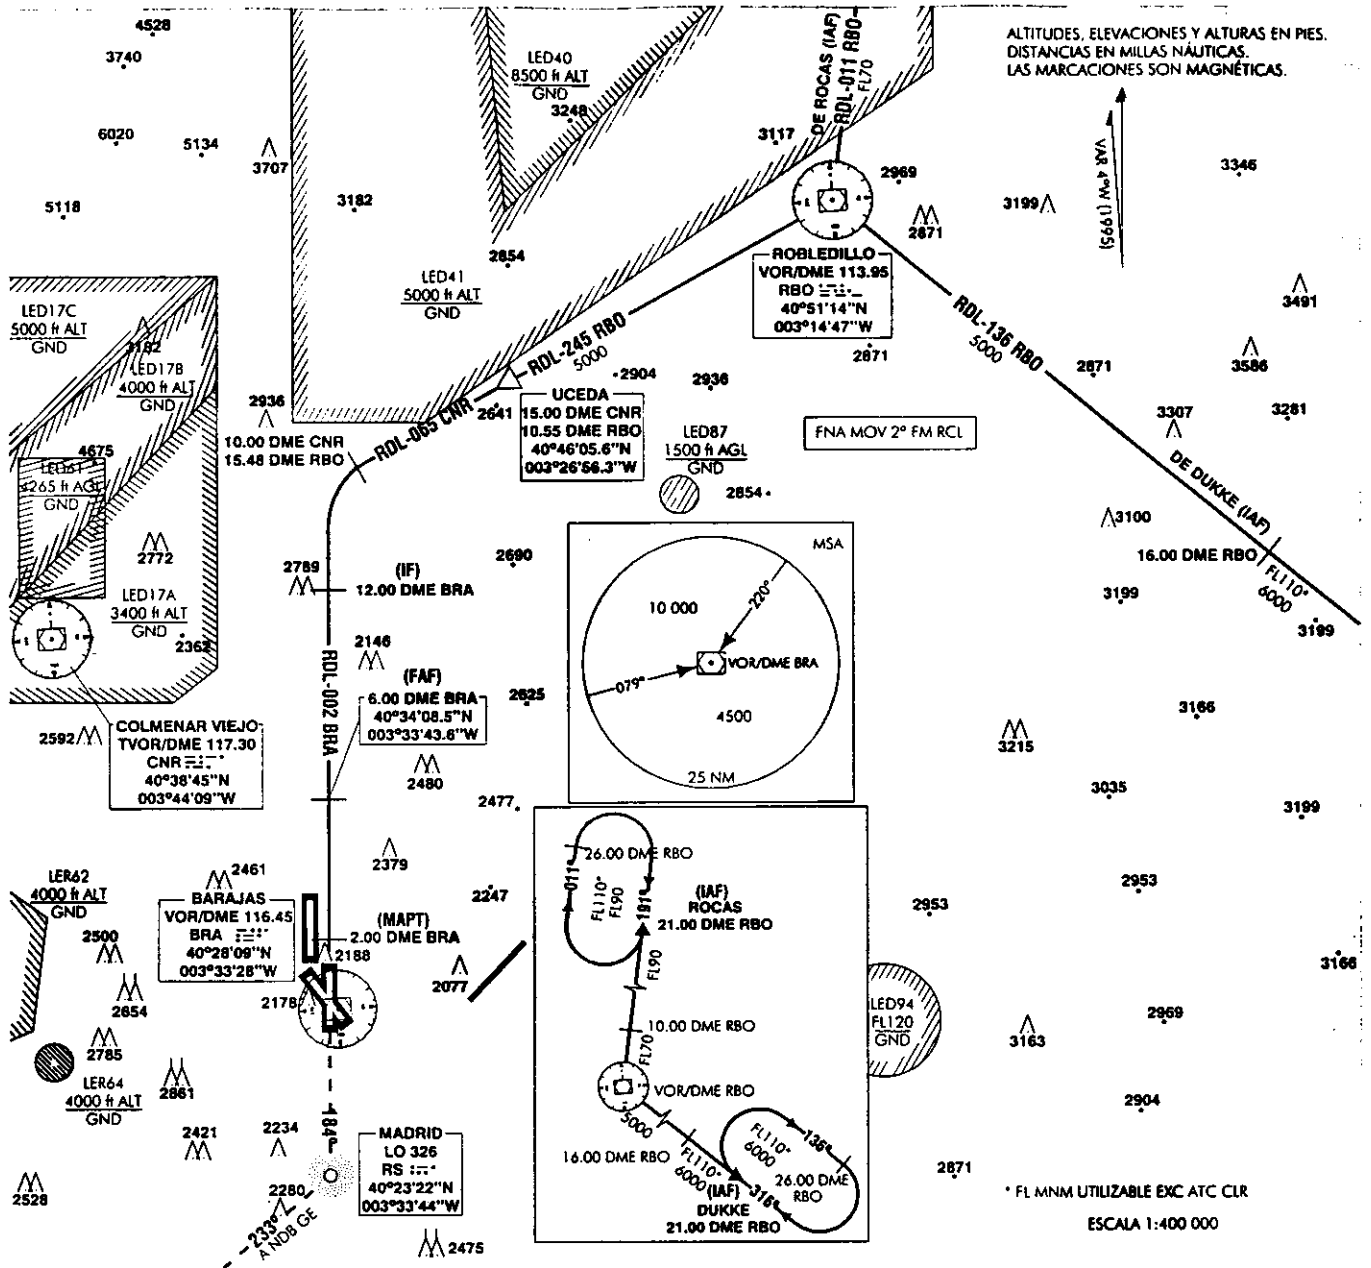 ALTITUDES, ELEVACIONES Y ALTURAS EN PIES.
DISTANCIAS EN MILLAS NÁUTICAS.
LAS MARCACIONES SON MAGNÉTICAS.
VAR 4°W (1995)
4528
3740
6020
5134
3707
5118
3182
LED40
8500 ft ALT
GND
3248
2854
LED41
5000 ft ALT
GND
3117
DE ROCAS (IAF)
RDL-011 RBO
FL70
2969
2871
3199
3346
3491
3586
3281
3307
2871
ROBLEDILLO
VOR/DME 113.95
RBO
40°51'14"N
003°14'47"W
2871
RDL-136 RBO
5000
DE DUKKE (IAF)
16.00 DME RBO
FL110*
6000
3199
3100
3199
LED17C
5000 ft ALT
GND
3182
LED17B
4000 ft ALT
GND
4675
LED61
4265 ft AGL
GND
2772
LED17A
3400 ft ALT
GND
2362
2936
10.00 DME CNR
15.48 DME RBO
RDL-065 CNR
RDL-245 RBO
5000
2641
2904
2936
UCEDA
15.00 DME CNR
10.55 DME RBO
40°46'05.6"N
003°26'56.3"W
LED87
1500 ft AGL
GND
2854
FNA MOV 2° FM RCL
2690
2789
(IF)
12.00 DME BRA
2146
RDL-002 BRA
(FAF)
6.00 DME BRA
40°34'08.5"N
003°33'43.6"W
2625
2480
2477
MSA
10 000
220°
VOR/DME BRA
079°
4500
25 NM
COLMENAR VIEJO
TVOR/DME 117.30
CNR
40°38'45"N
003°44'09"W
2592
3166
3215
3035
3199
2953
2953
3166
2969
3163
2904
2871
2379
2247
2461
LER62
4000 ft ALT
GND
2500
2654
2785
LER64
4000 ft ALT
GND
2861
2421
2234
2528
2280
BARAJAS
VOR/DME 116.45
BRA
40°28'09"N
003°33'28"W
(MAPT)
2.00 DME BRA
2188
2178
2077
184°
MADRID
LO 326
RS
40°23'22"N
003°33'44"W
233°
A NDB GE
2475
26.00 DME RBO
011°
FL110*
FL90
191°
(IAF)
ROCAS
21.00 DME RBO
FL90
10.00 DME RBO
FL70
VOR/DME RBO
5000
16.00 DME RBO
FL110*
6000
FL110*
6000
136°
26.00 DME
RBO
316°
(IAF)
DUKKE
21.00 DME RBO
LED94
FL120
GND
* FL MNM UTILIZABLE EXC ATC CLR
ESCALA 1:400 000